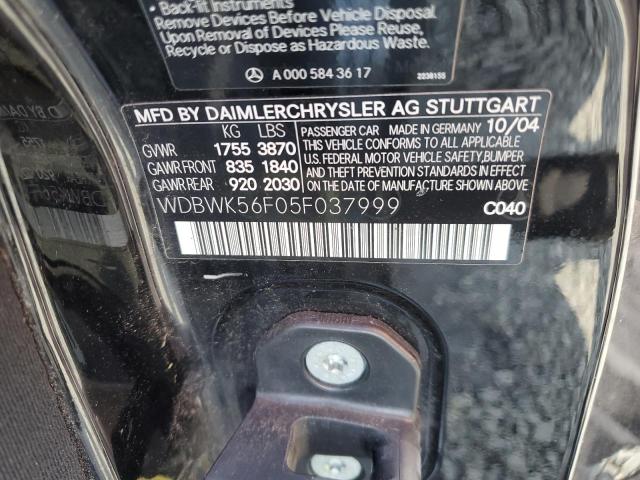 • Back-fit Instruments
Remove Devices Before Vehicle Disposal.
Upon Removal of Devices Please Reuse,
Recycle or Dispose as Hazardous Waste.
A 000 584 36 17
2238155
MFD BY DAIMLERCHRYSLER AG STUTTGART
KG LBS
GVWR 1755 3870
GAWR FRONT 835 1840
GAWR REAR 920 2030
PASSENGER CAR MADE IN GERMANY 10/04
THIS VEHICLE CONFORMS TO ALL APPLICABLE
U.S. FEDERAL MOTOR VEHICLE SAFETY, BUMPER
AND THEFT PREVENTION STANDARDS IN EFFECT
ON THE DATE OF MANUFACTURE SHOWN ABOVE.
WDBWK56F05F037999
C040